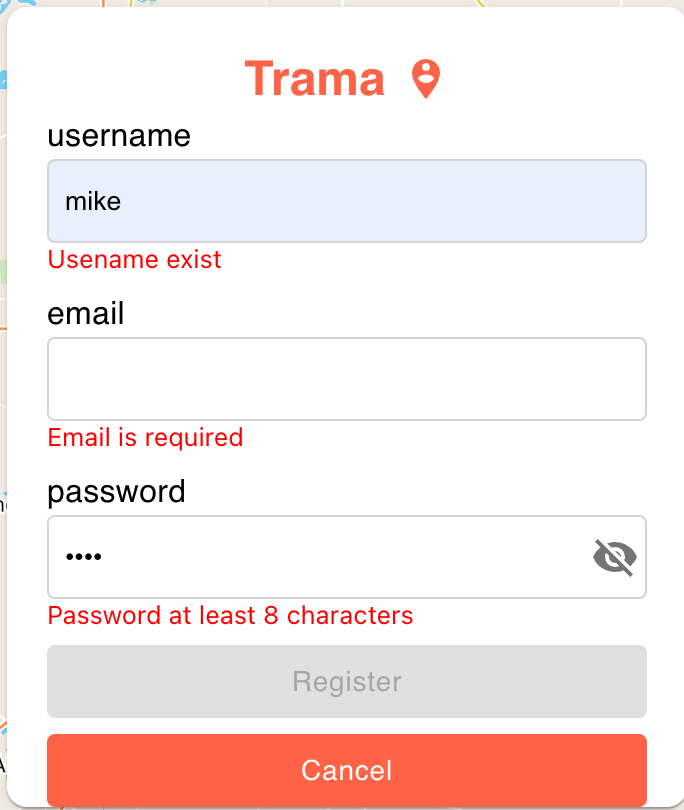 Trama
username
mike
Usename exist
email
Email is required
password
••••
Password at least 8 characters
Register
Cancel